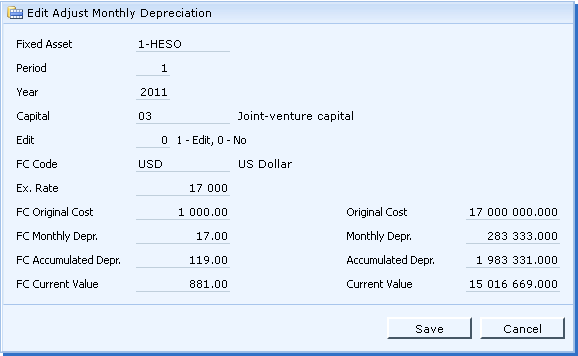 Edit Adjust Monthly Depreciation
Fixed Asset 1-HESO
Period 1
Year 2011
Capital 03 Joint-venture capital
Edit 0 1 - Edit, 0 - No
FC Code USD US Dollar
Ex. Rate 17 000
FC Original Cost 1 000.00 Original Cost 17 000 000.000
FC Monthly Depr. 17.00 Monthly Depr. 283 333.000
FC Accumulated Depr. 119.00 Accumulated Depr. 1 983 331.000
FC Current Value 881.00 Current Value 15 016 669.000
Save Cancel